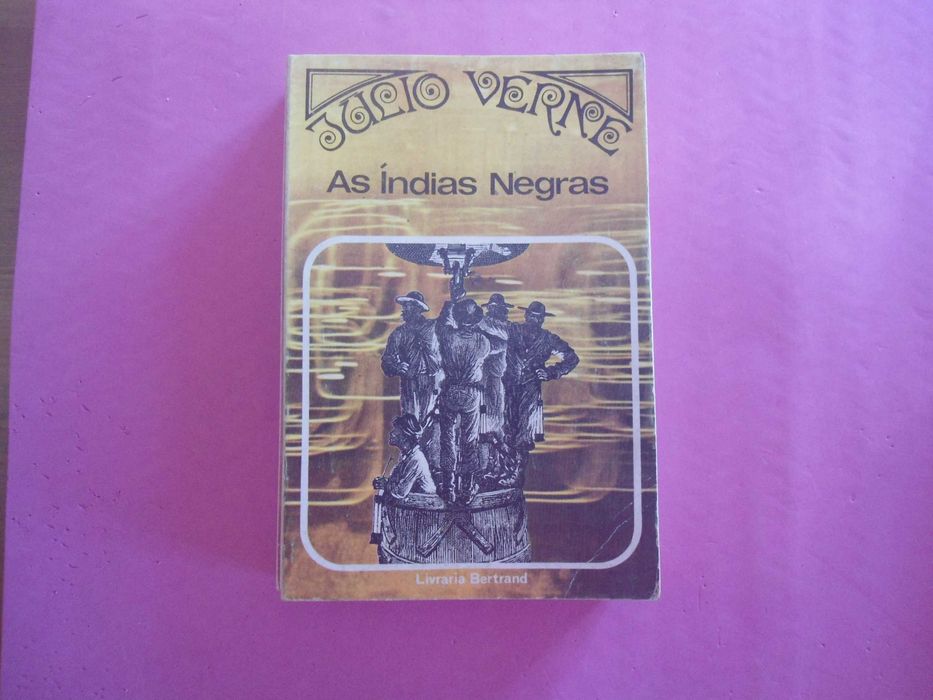 JULIO VERNE
As Índias Negras
Livraria Bertrand